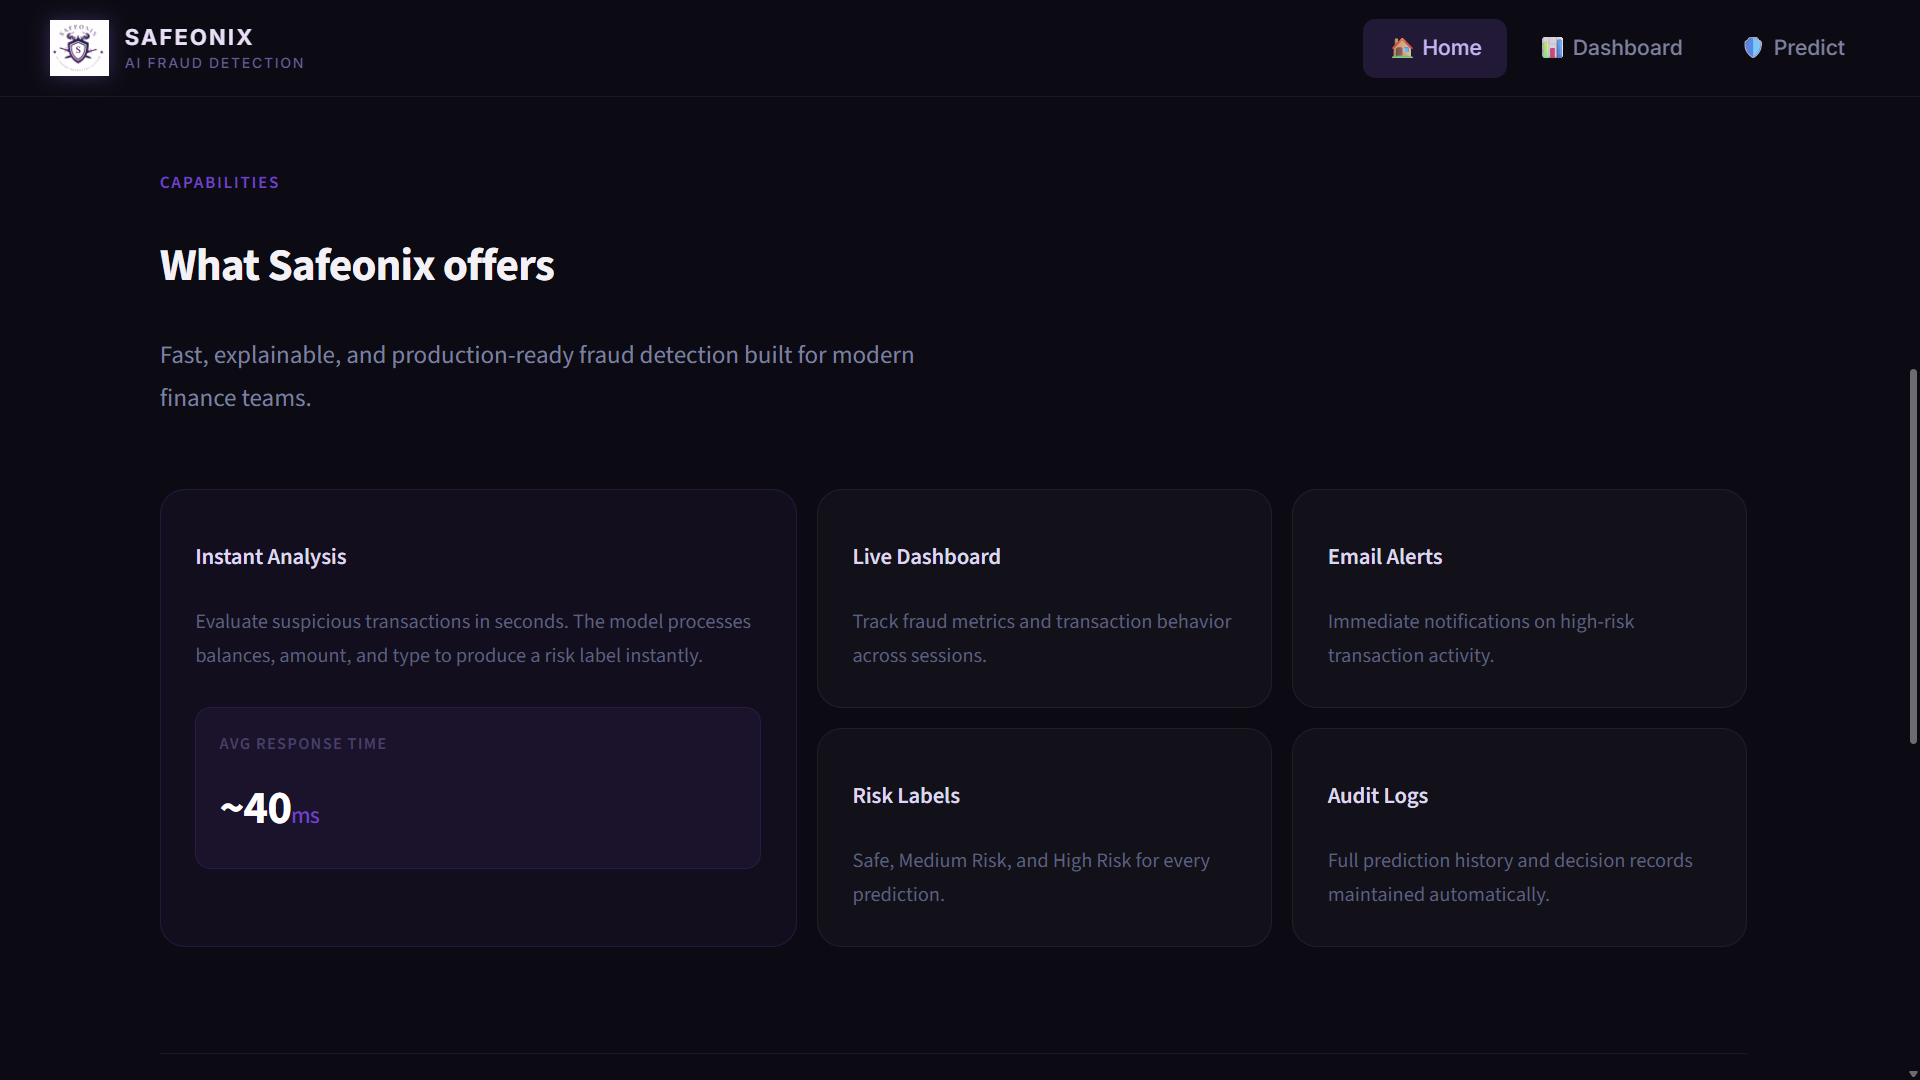 SAFEONIX
AI FRAUD DETECTION
Home
Dashboard
Predict
CAPABILITIES
What Safeonix offers
Fast, explainable, and production-ready fraud detection built for modern
finance teams.
Instant Analysis
Evaluate suspicious transactions in seconds. The model processes
balances, amount, and type to produce a risk label instantly.
AVG RESPONSE TIME
~40ms
Live Dashboard
Track fraud metrics and transaction behavior
across sessions.
Email Alerts
Immediate notifications on high-risk
transaction activity.
Risk Labels
Safe, Medium Risk, and High Risk for every
prediction.
Audit Logs
Full prediction history and decision records
maintained automatically.